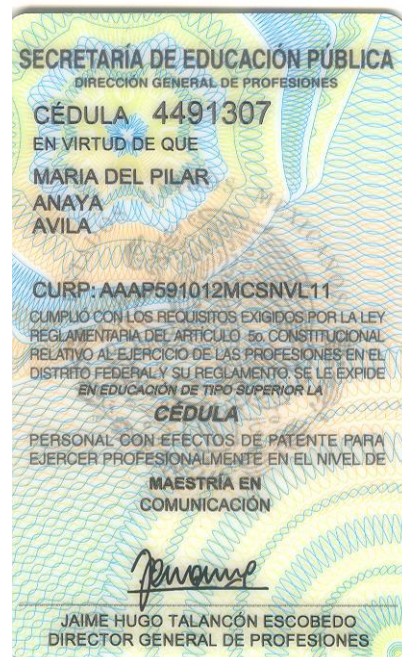 SECRETARÍA DE EDUCACIÓN PÚBLICA
DIRECCIÓN GENERAL DE PROFESIONES
CÉDULA 4491307
EN VIRTUD DE QUE
MARIA DEL PILAR
ANAYA
AVILA
CURP: AAAP591012MCSNVL11
CUMPLIÓ CON LOS REQUISITOS EXIGIDOS POR LA LEY
REGLAMENTARIA DEL ARTÍCULO 5o. CONSTITUCIONAL
RELATIVO AL EJERCICIO DE LAS PROFESIONES EN EL
DISTRITO FEDERAL Y SU REGLAMENTO, SE LE EXPIDE
EN EDUCACIÓN DE TIPO SUPERIOR LA
CÉDULA
PERSONAL CON EFECTOS DE PATENTE PARA
EJERCER PROFESIONALMENTE EN EL NIVEL DE
MAESTRÍA EN
COMUNICACIÓN
JAIME HUGO TALANCÓN ESCOBEDO
DIRECTOR GENERAL DE PROFESIONES